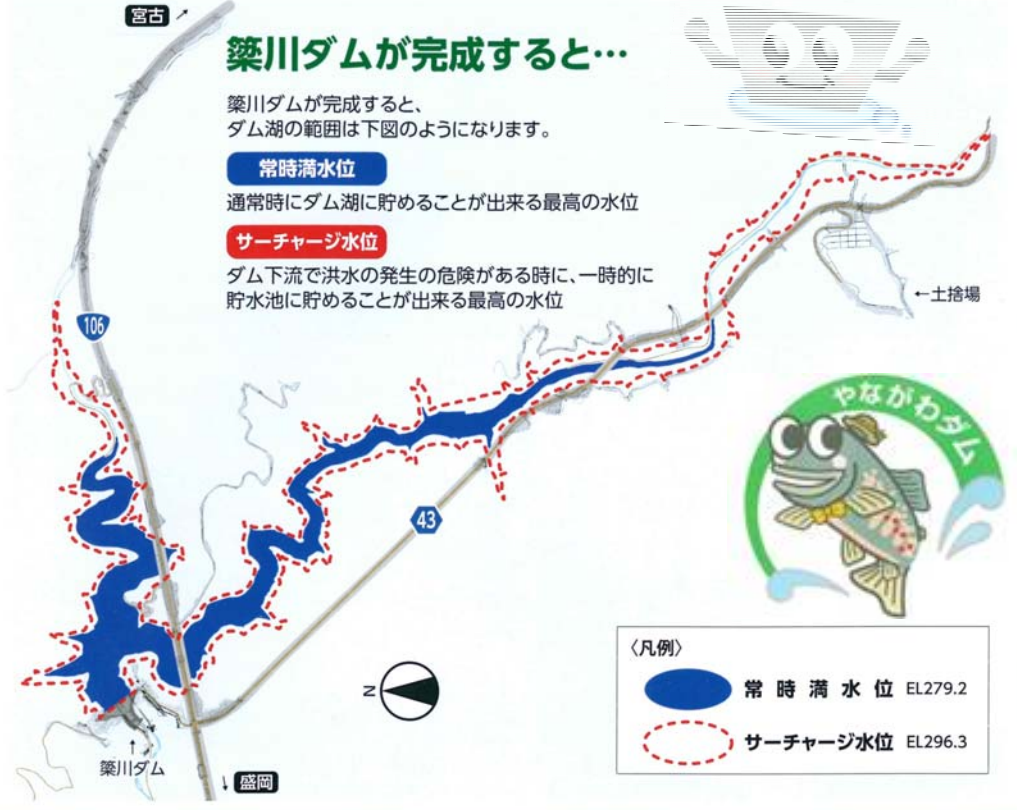 宮古
簗川ダムが完成すると…
簗川ダムが完成すると、
ダム湖の範囲は下図のようになります。
常時満水位
通常時にダム湖に貯めることが出来る最高の水位
サーチャージ水位
ダム下流で洪水の発生の危険がある時に、一時的に
貯水池に貯めることが出来る最高の水位
106
←土捨場
やながわダム
43
〈凡例〉
常時満水位 EL279.2
サーチャージ水位 EL296.3
N
↑
簗川ダム
↓盛岡